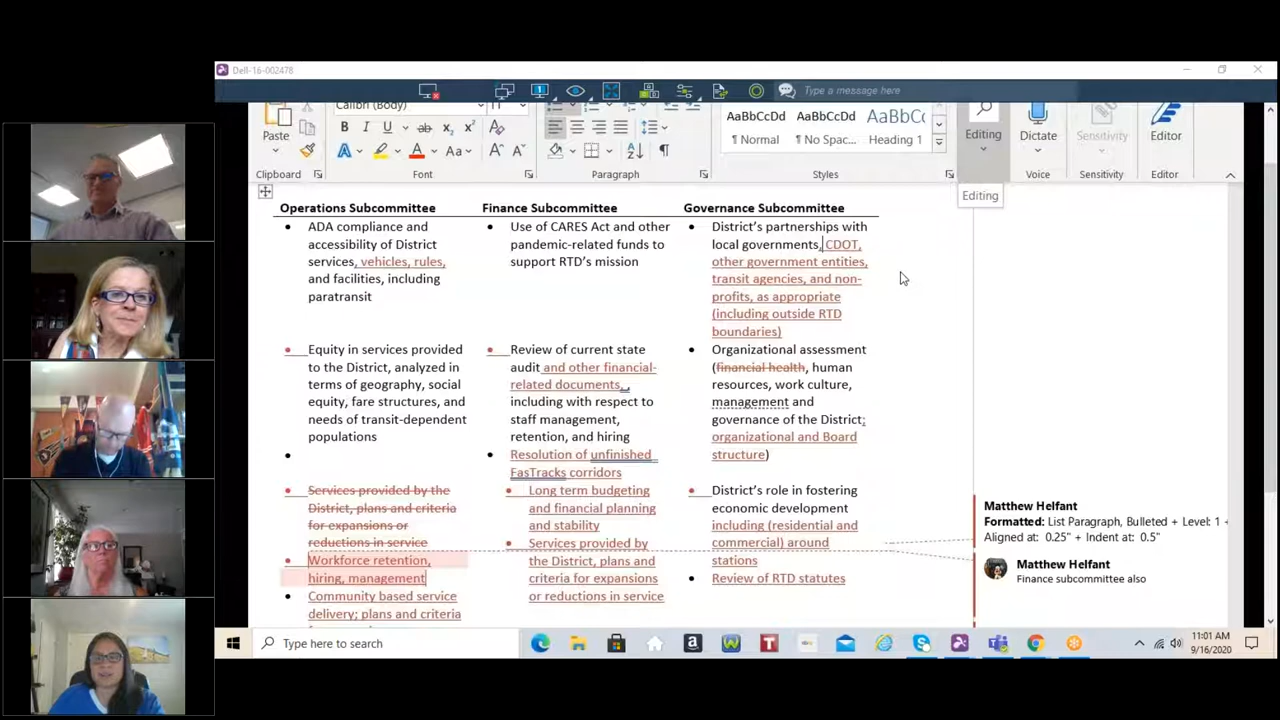 Dell-16-002478
Type a message here
Calibri (Body)
11
AaBbCcDd
AaBbCcDd
AaBbCc
Paste
B I U ab x₂ x²
A A Aa A A
¶ Normal
¶ No Spac...
Heading 1
Editing
Dictate
Sensitivity
Editor
Clipboard
Font
Paragraph
Styles
Voice
Sensitivity
Editor
Editing
Operations Subcommittee
ADA compliance and
accessibility of District
services, vehicles, rules,
and facilities, including
paratransit
Equity in services provided
to the District, analyzed in
terms of geography, social
equity, fare structures, and
needs of transit-dependent
populations
Services provided by the
District, plans and criteria
for expansions or
reductions in service
Workforce retention,
hiring, management
Community based service
delivery; plans and criteria
Finance Subcommittee
Use of CARES Act and other
pandemic-related funds to
support RTD's mission
Review of current state
audit and other financial-
related documents,,
including with respect to
staff management,
retention, and hiring
Resolution of unfinished
FasTracks corridors
Long term budgeting
and financial planning
and stability
Services provided by
the District, plans and
criteria for expansions
or reductions in service
Governance Subcommittee
District's partnerships with
local governments, CDOT,
other government entities,
transit agencies, and non-
profits, as appropriate
(including outside RTD
boundaries)
Organizational assessment
(financial health, human
resources, work culture,
management and
governance of the District;
organizational and Board
structure)
District's role in fostering
economic development
including (residential and
commercial) around
stations
Review of RTD statutes
Matthew Helfant
Formatted: List Paragraph, Bulleted + Level: 1 +
Aligned at: 0.25" + Indent at: 0.5"
Matthew Helfant
Finance subcommittee also
Type here to search
11:01 AM
9/16/2020